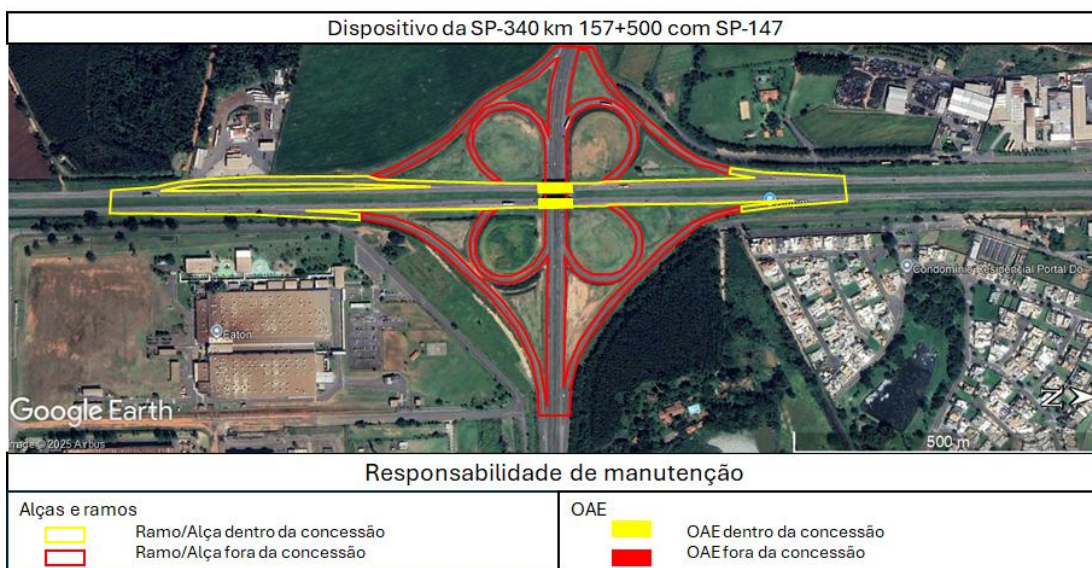 Dispositivo da SP-340 km 157+500 com SP-147
Condominio Residencial Portal Do
Eaton
Google Earth
Image © 2025 Airbus
500 m
Responsabilidade de manutenção
Alças e ramos
Ramo/Alça dentro da concessão
Ramo/Alça fora da concessão
OAE
OAE dentro da concessão
OAE fora da concessão